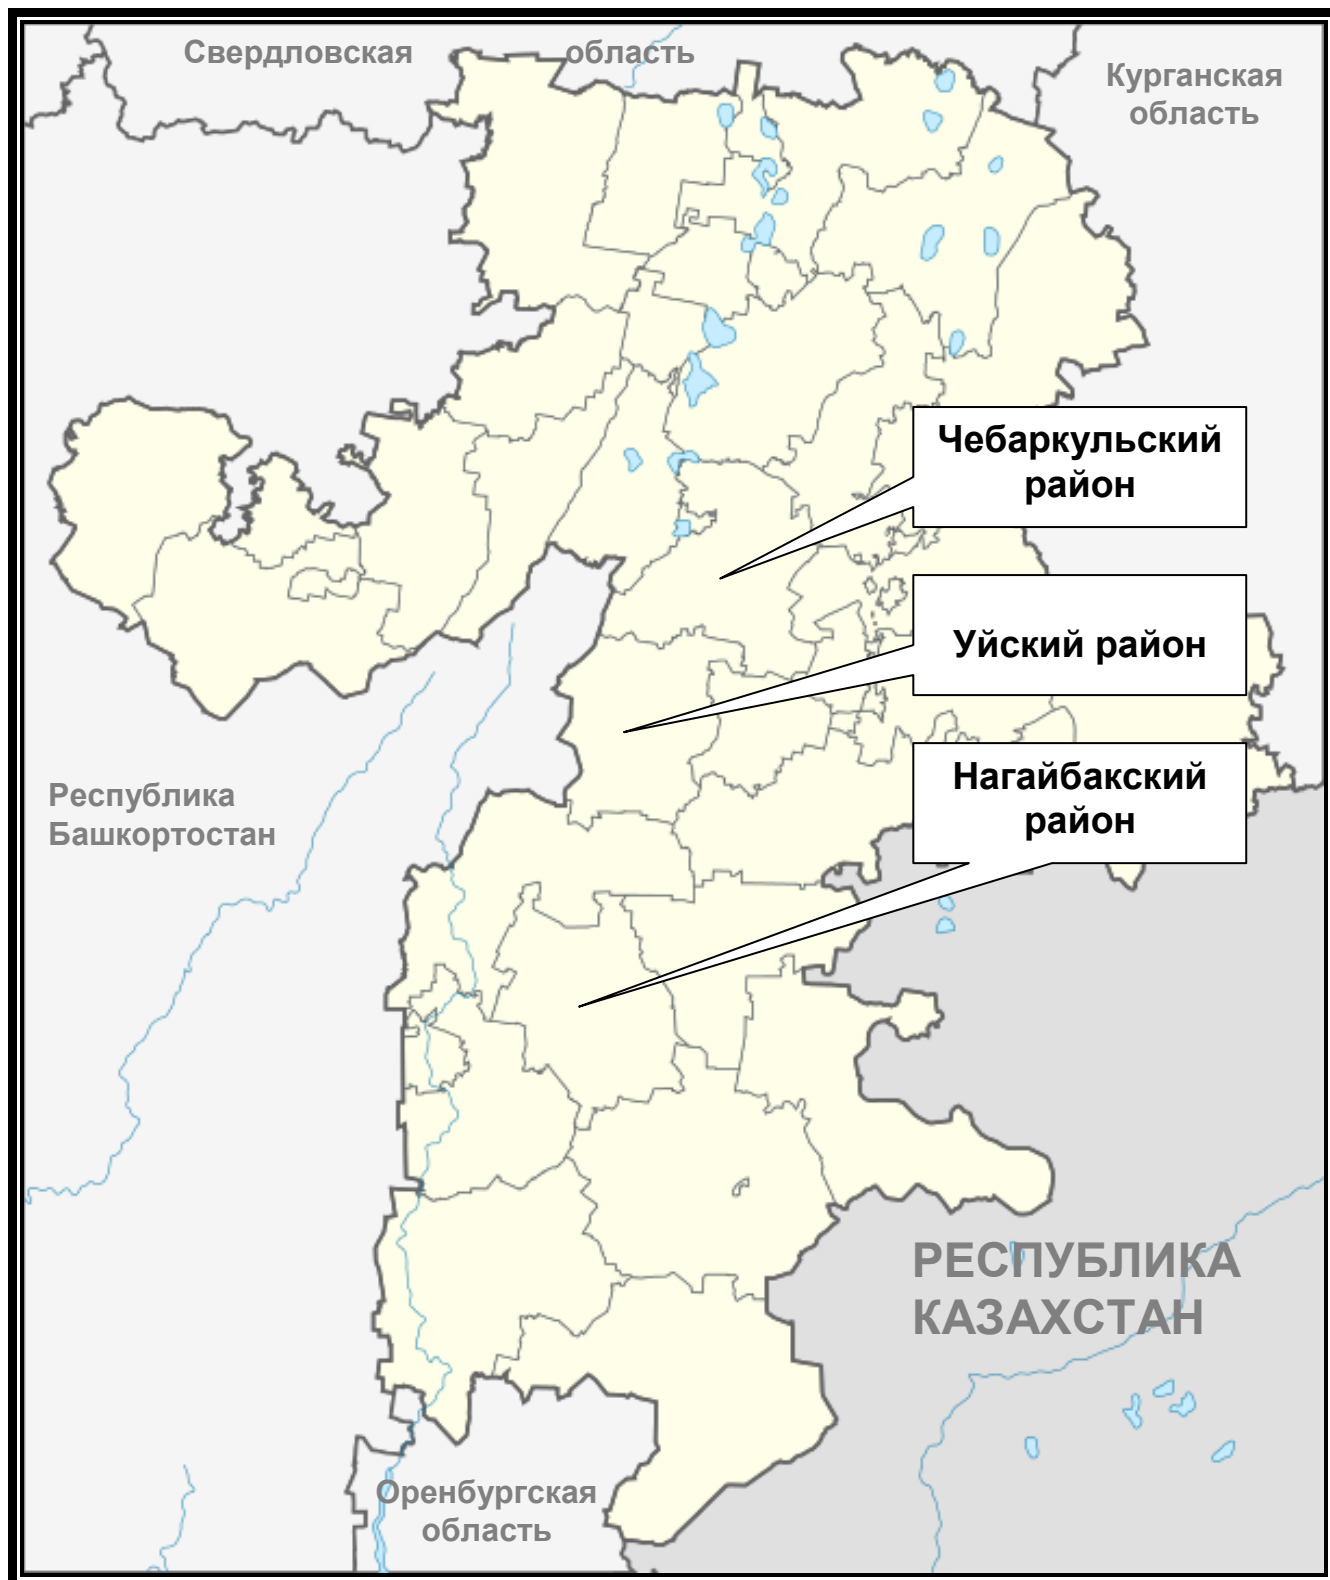 Свердловская область
Курганская
область
Чебаркульский
район
Уйский район
Нагайбакский
район
Республика
Башкортостан
РЕСПУБЛИКА
КАЗАХСТАН
Оренбургская
область